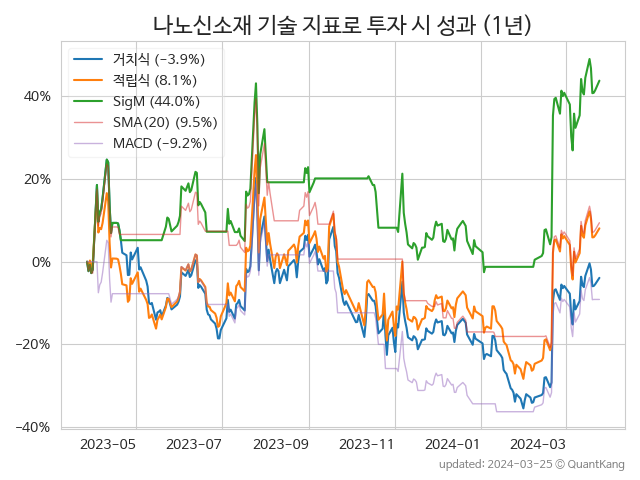 나노신소재 기술 지표로 투자 시 성과 (1년)
거치식 (−3.9%)
적립식 (8.1%)
SigM (44.0%)
SMA(20) (9.5%)
MACD (−9.2%)
40%
20%
0%
−20%
−40%
2023-05 2023-07 2023-09 2023-11 2024-01 2024-03
updated: 2024-03-25 © QuantKang